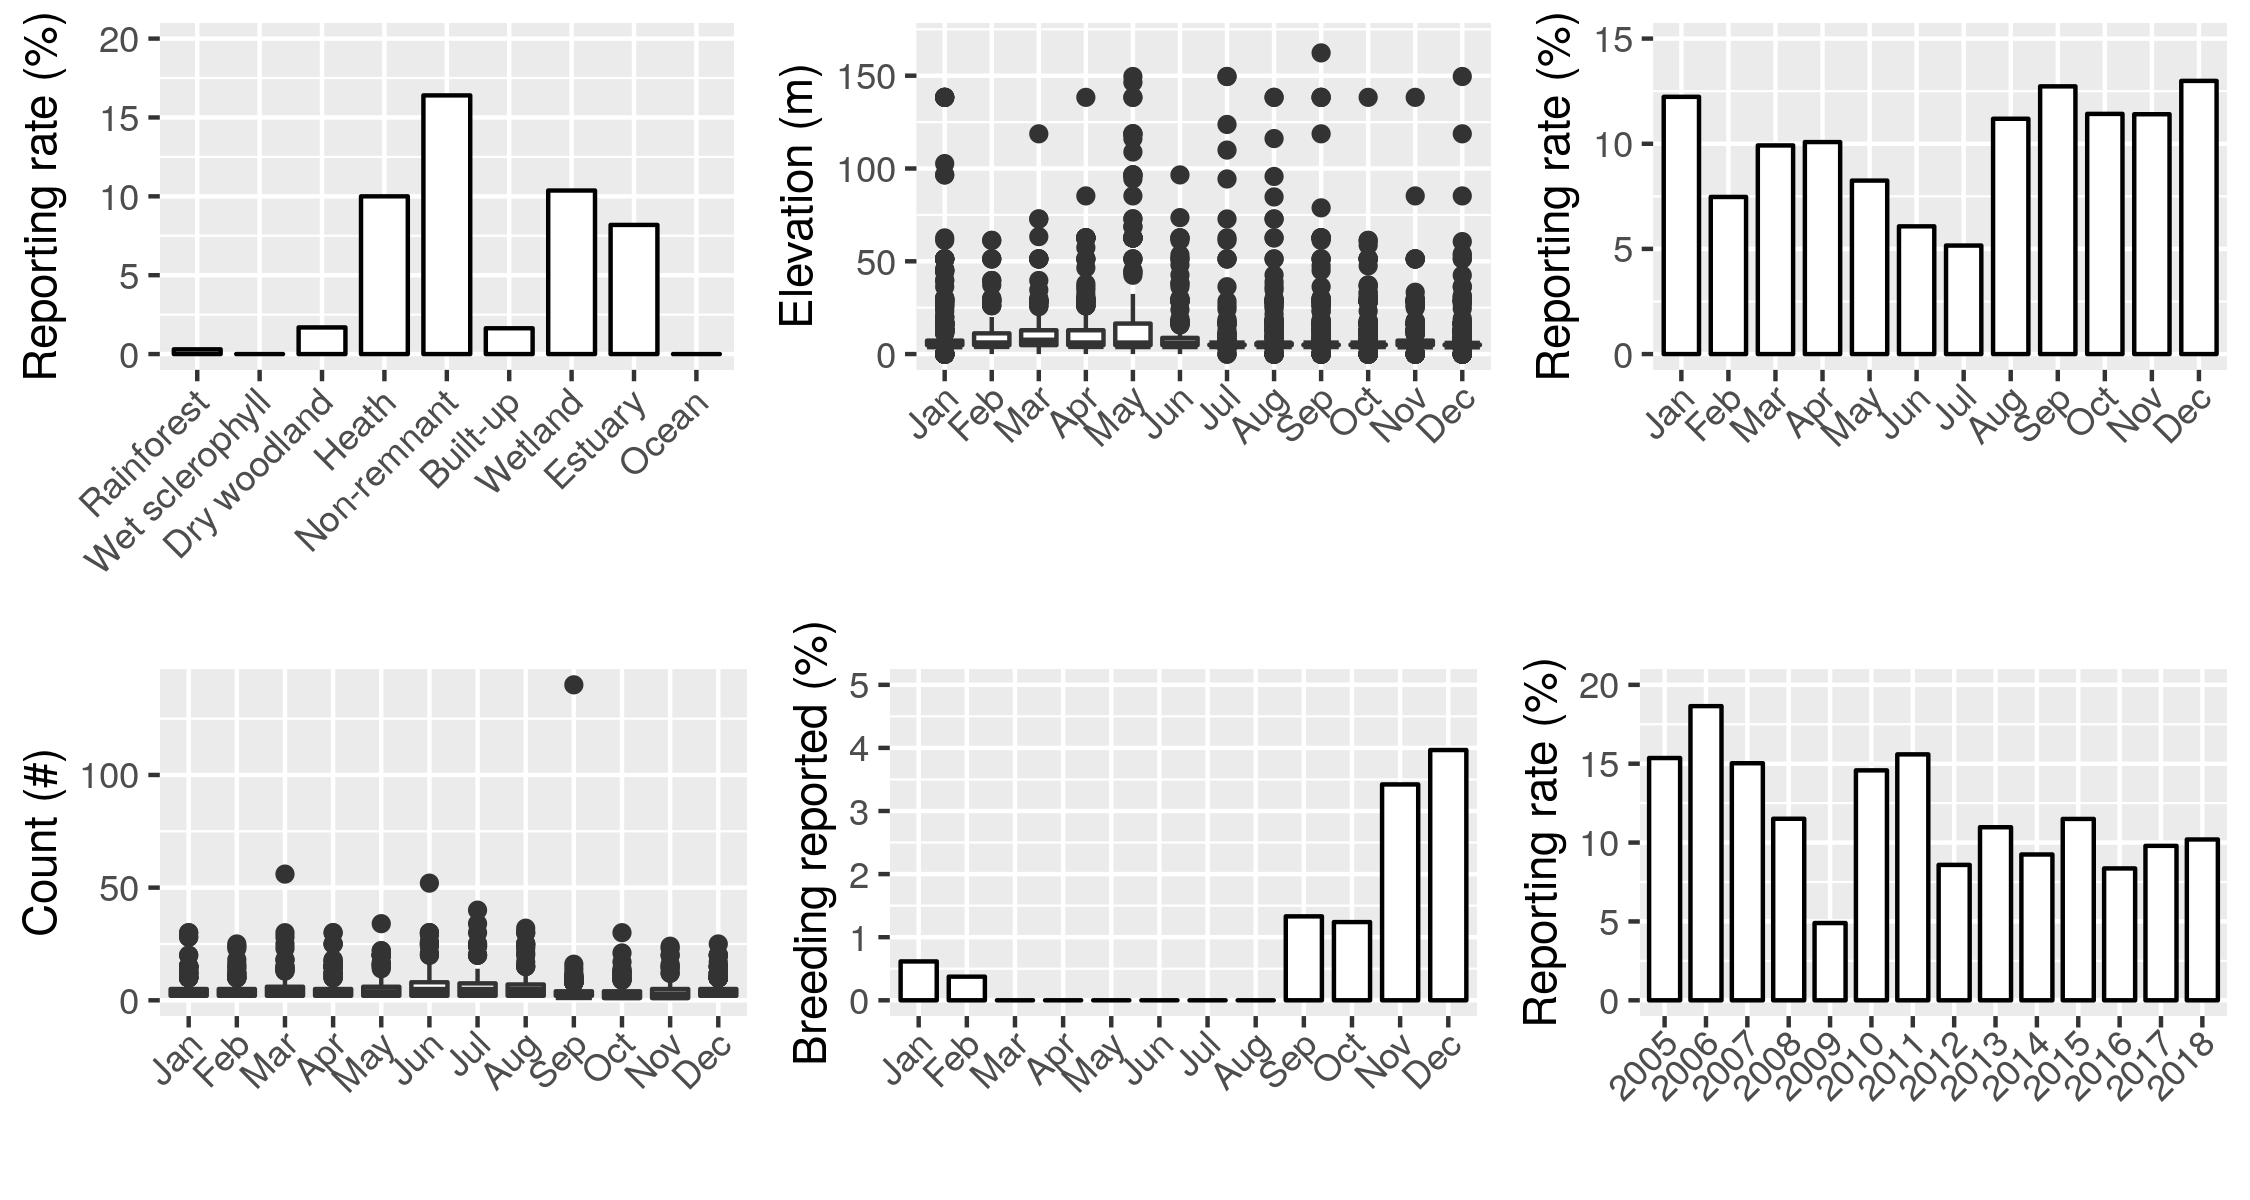 Reporting rate (%)
20
15
10
5
0
Rainforest
Wet sclerophyll
Dry woodland
Heath
Non-remnant
Built-up
Wetland
Estuary
Ocean
Elevation (m)
150
100
50
0
Jan
Feb
Mar
Apr
May
Jun
Jul
Aug
Sep
Oct
Nov
Dec
Reporting rate (%)
15
10
5
0
Jan
Feb
Mar
Apr
May
Jun
Jul
Aug
Sep
Oct
Nov
Dec
Count (#)
100
50
0
Jan
Feb
Mar
Apr
May
Jun
Jul
Aug
Sep
Oct
Nov
Dec
Breeding reported (%)
5
4
3
2
1
0
Jan
Feb
Mar
Apr
May
Jun
Jul
Aug
Sep
Oct
Nov
Dec
Reporting rate (%)
20
15
10
5
0
2005
2006
2007
2008
2009
2010
2011
2012
2013
2014
2015
2016
2017
2018